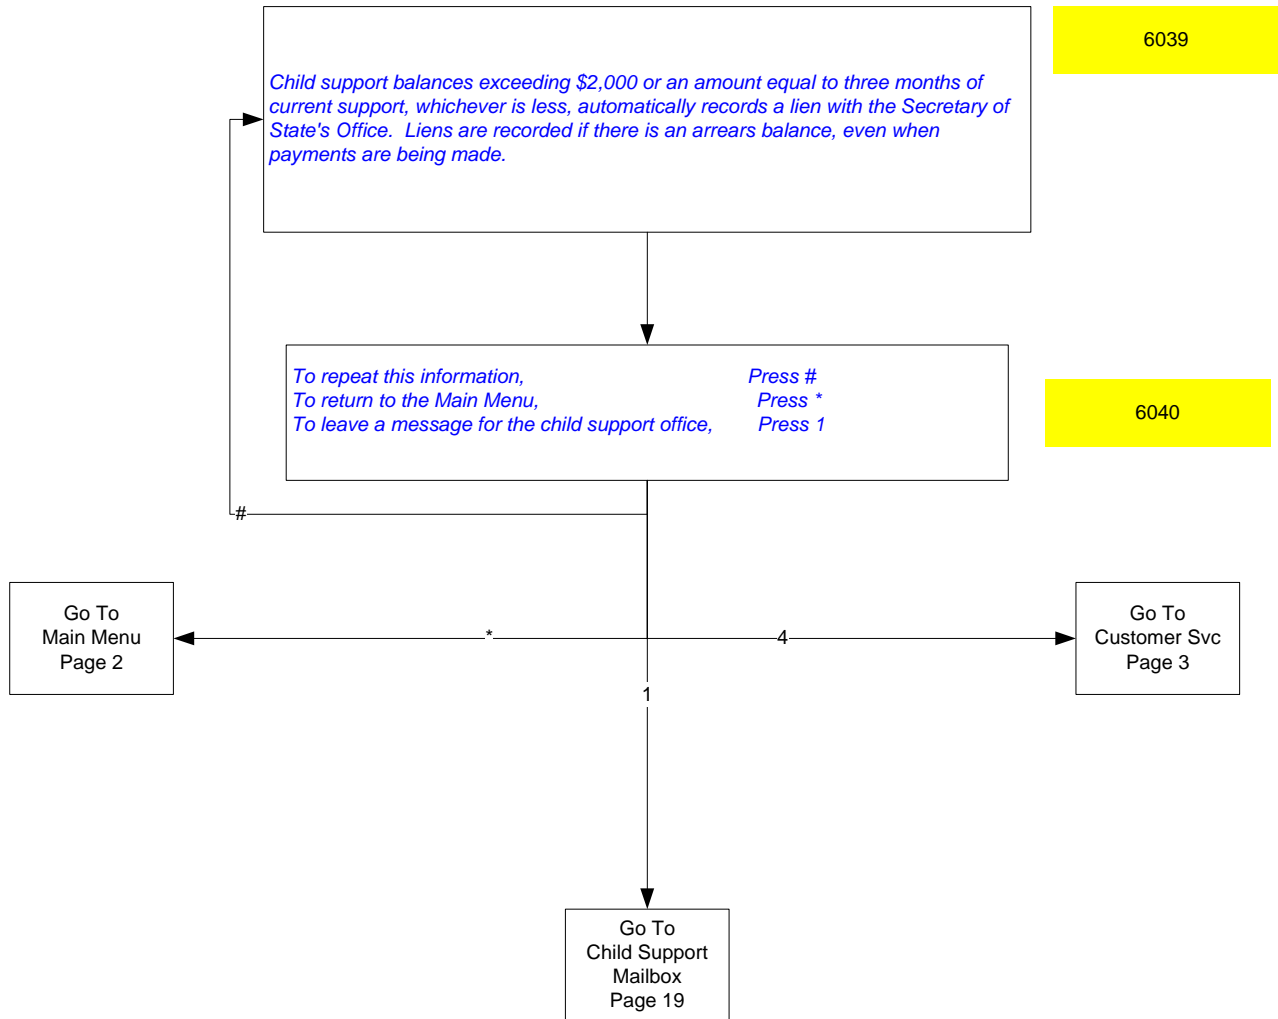 6039
Child support balances exceeding $2,000 or an amount equal to three months of
current support, whichever is less, automatically records a lien with the Secretary of
State's Office.  Liens are recorded if there is an arrears balance, even when
payments are being made.
To repeat this information, Press #
To return to the Main Menu, Press *
To leave a message for the child support office, Press 1
6040
#
Go To
Main Menu
Page 2
*
4
Go To
Customer Svc
Page 3
1
Go To
Child Support
Mailbox
Page 19